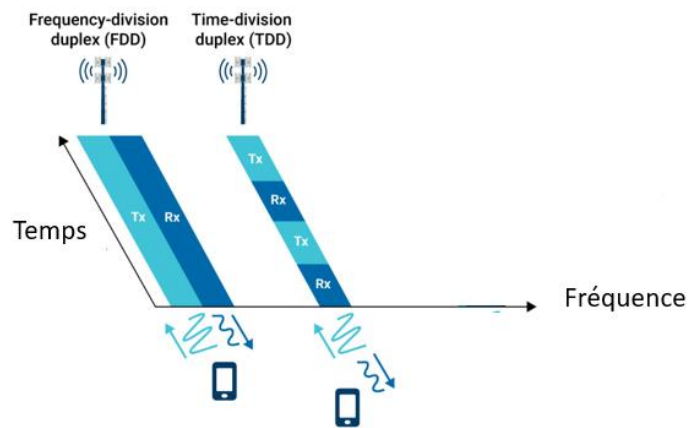 Frequency-division
duplex (FDD)
Time-division
duplex (TDD)
Tx
Rx
Tx
Rx
Tx
Rx
Temps
Fréquence